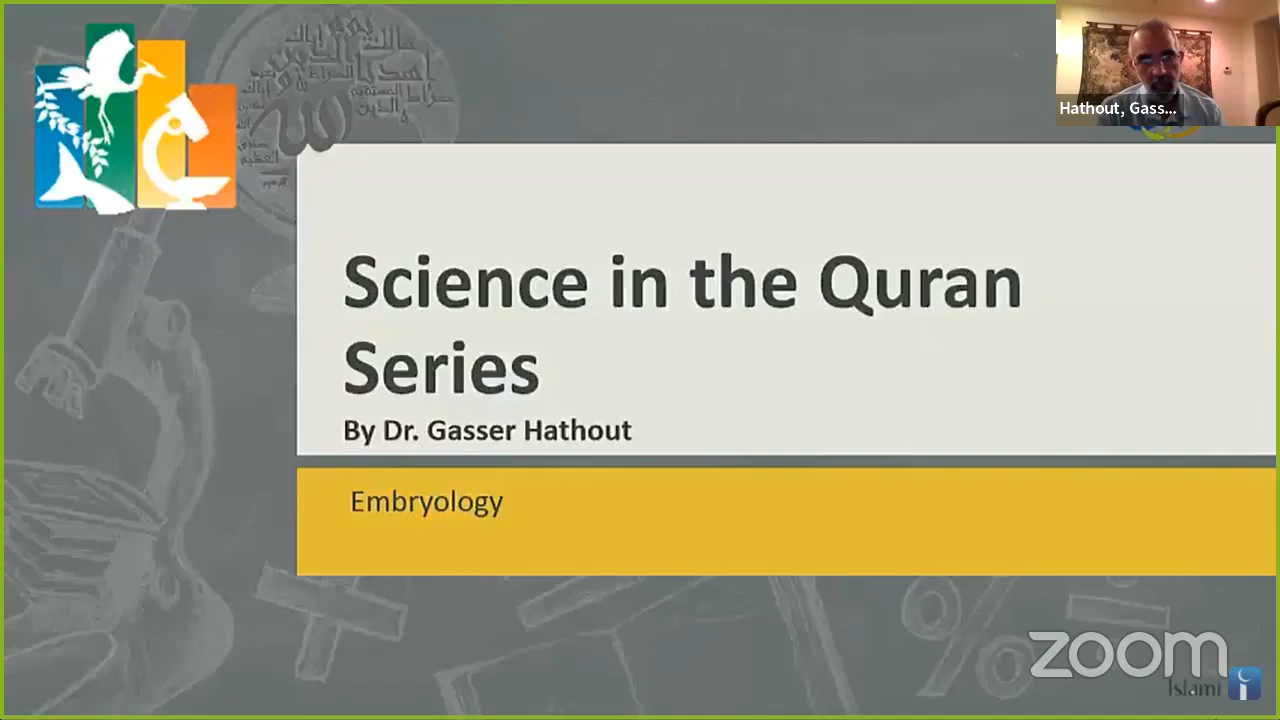 Hathout, Gass...
Science in the Quran
Series
By Dr. Gasser Hathout
Embryology
zoom
Islami